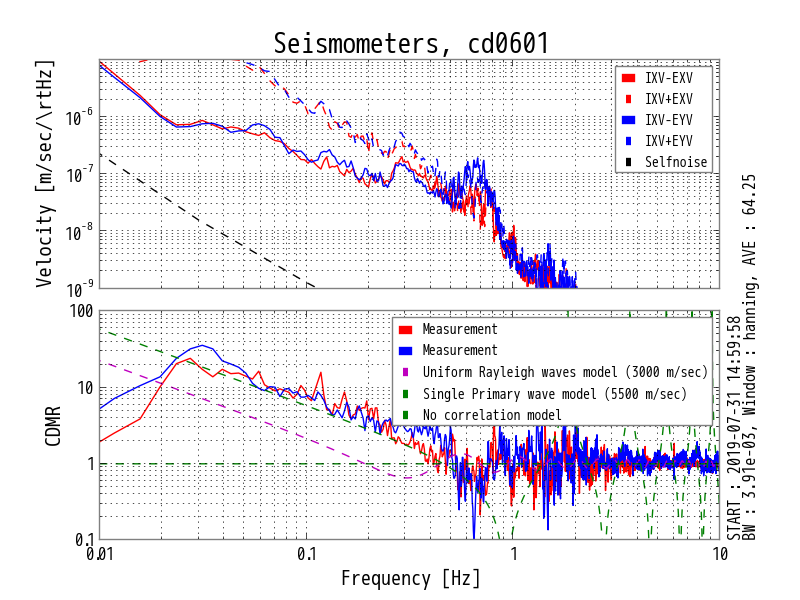 Seismometers, cd0601
Velocity [m/sec/\rtHz]
10^-6
10^-7
10^-8
10^-9
IXV-EXV
IXV+EXV
IXV-EYV
IXV+EYV
Selfnoise
CDMR
100
10
1
0.1
Measurement
Measurement
Uniform Rayleigh waves model (3000 m/sec)
Single Primary wave model (5500 m/sec)
No correlation model
0.01
0.1
1
10
Frequency [Hz]
START : 2019-07-31 14:59:58
BW : 3.91e-03, Window : hanning, AVE : 64.25